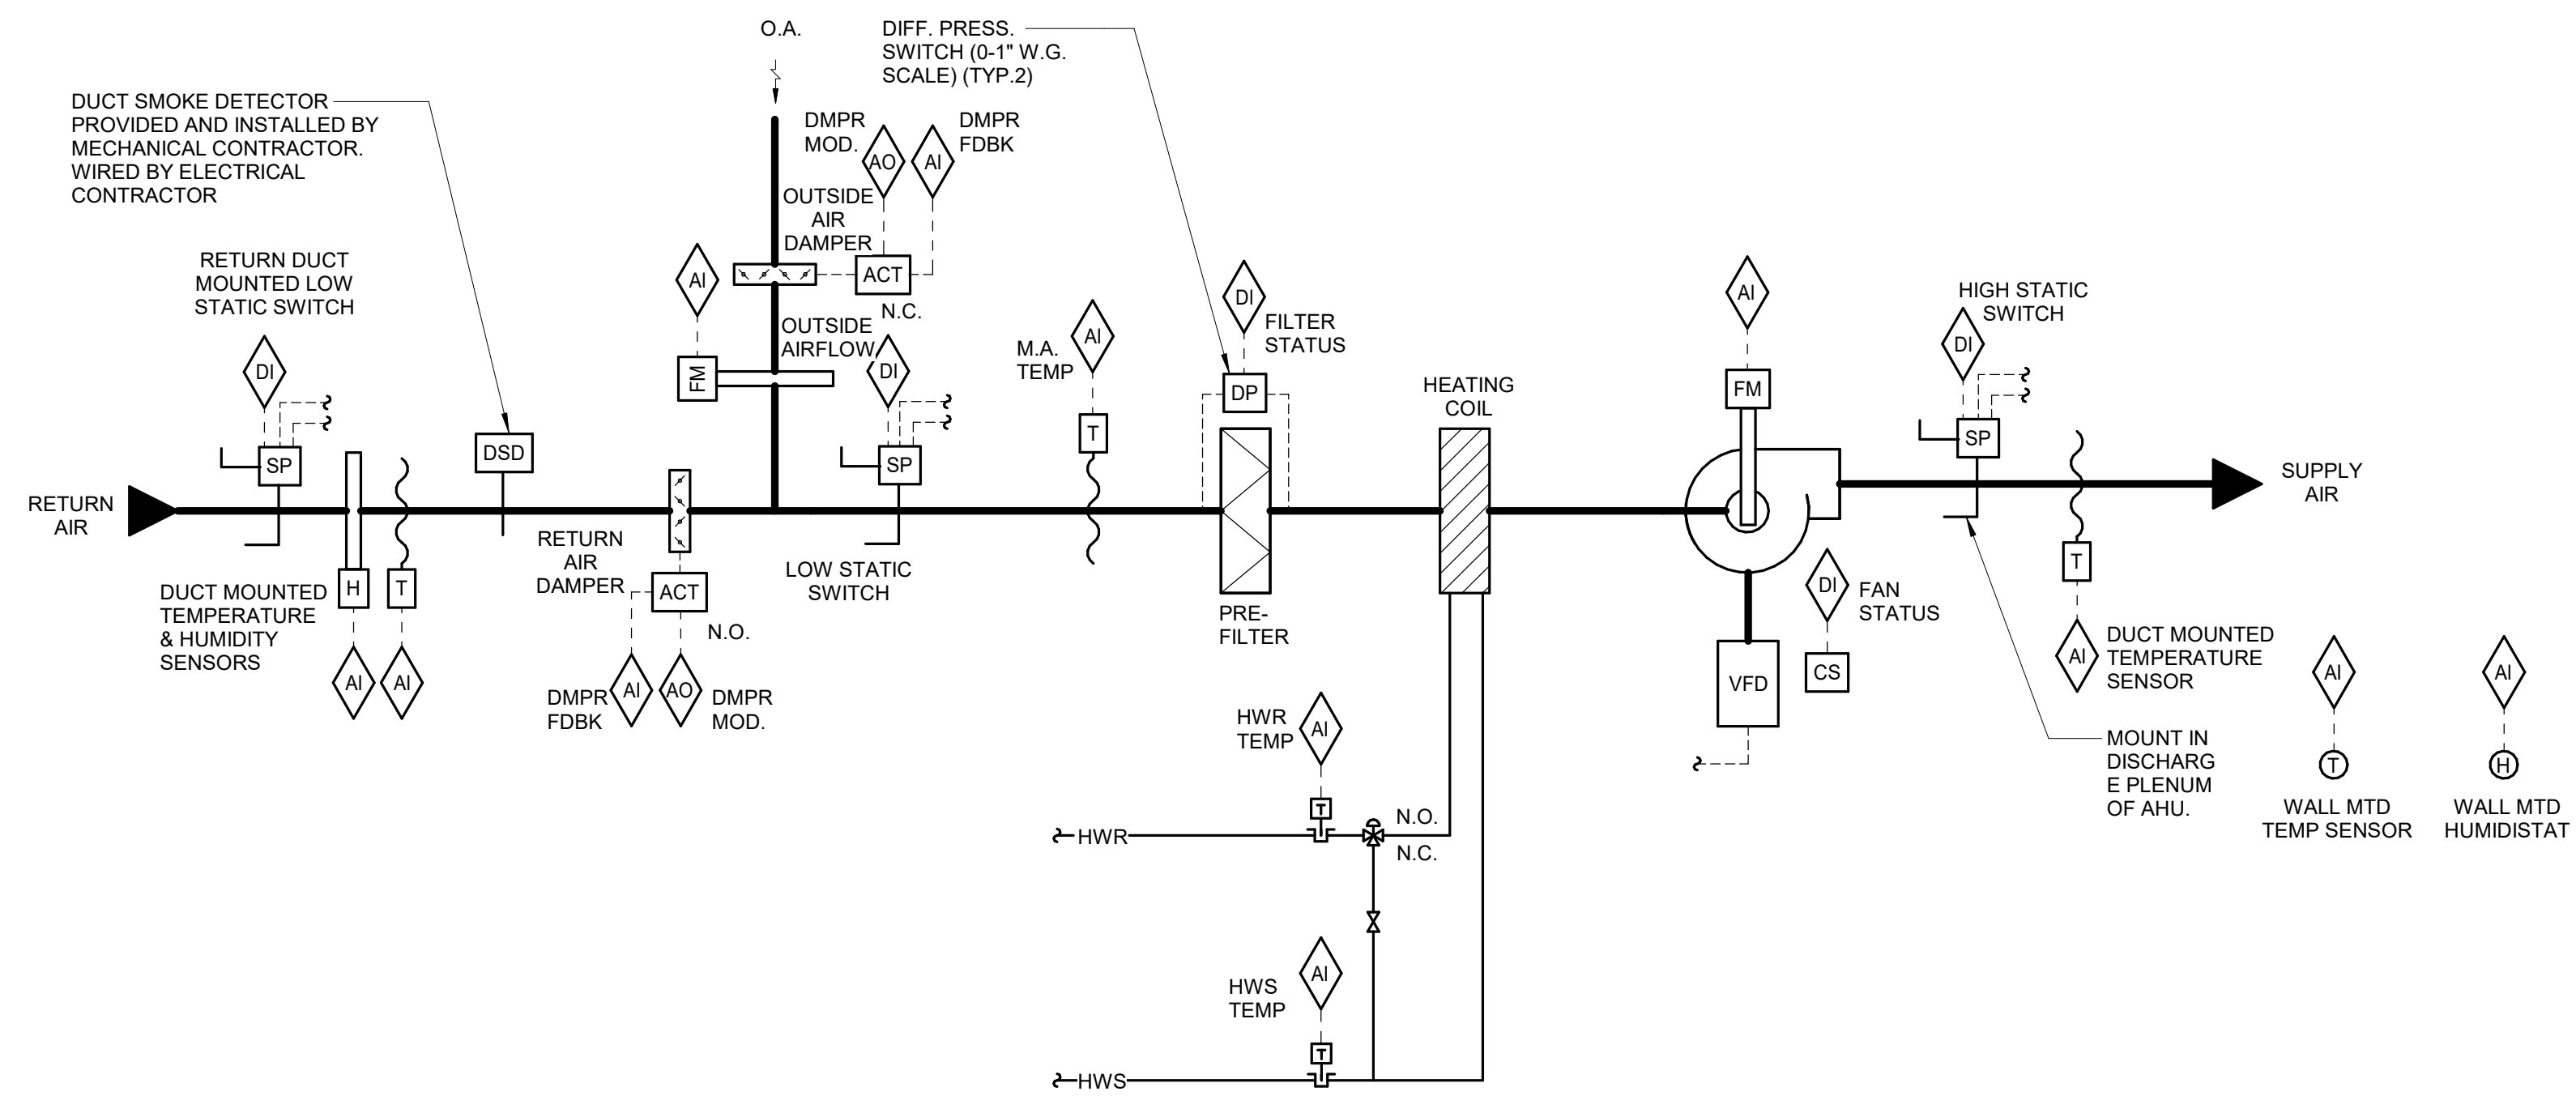 O.A.
DIFF. PRESS.
SWITCH (0-1" W.G.
SCALE) (TYP.2)
DUCT SMOKE DETECTOR
PROVIDED AND INSTALLED BY
MECHANICAL CONTRACTOR.
WIRED BY ELECTRICAL
CONTRACTOR
DMPR
MOD.
AO
AI
DMPR
FDBK
OUTSIDE
AIR
DAMPER
ACT
N.C.
AI
FM
OUTSIDE
AIRFLOW
RETURN DUCT
MOUNTED LOW
STATIC SWITCH
DI
SP
DSD
DI
SP
LOW STATIC
SWITCH
M.A.
TEMP
AI
T
DI
FILTER
STATUS
DP
PRE-
FILTER
HEATING
COIL
AI
FM
HIGH STATIC
SWITCH
DI
SP
RETURN
AIR
SUPPLY
AIR
DUCT MOUNTED
TEMPERATURE
& HUMIDITY
SENSORS
H
T
AI
AI
RETURN
AIR
DAMPER
ACT
N.O.
DMPR
FDBK
AI
AO
DMPR
MOD.
VFD
DI
FAN
STATUS
CS
T
AI
DUCT MOUNTED
TEMPERATURE
SENSOR
MOUNT IN
DISCHARG
E PLENUM
OF AHU.
AI
T
WALL MTD
TEMP SENSOR
AI
H
WALL MTD
HUMIDISTAT
HWR
TEMP
AI
T
HWR
N.O.
N.C.
HWS
TEMP
AI
T
HWS